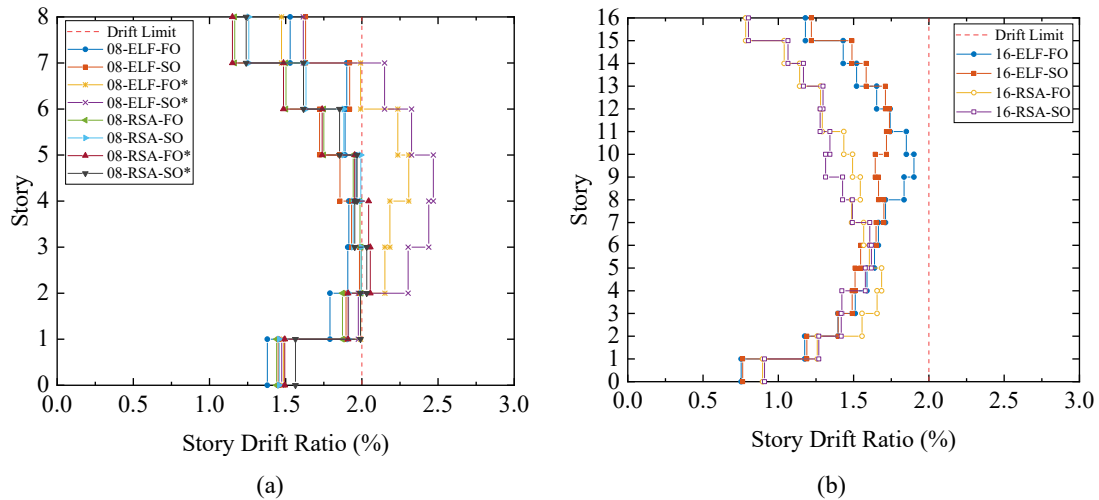 8
7
6
5
4
3
2
1
0
Story
0.0 0.5 1.0 1.5 2.0 2.5 3.0
Story Drift Ratio (%)
Drift Limit
08-ELF-FO
08-ELF-SO
08-ELF-FO*
08-ELF-SO*
08-RSA-FO
08-RSA-SO
08-RSA-FO*
08-RSA-SO*
(a)
16
15
14
13
12
11
10
9
8
7
6
5
4
3
2
1
0
Story
0.0 0.5 1.0 1.5 2.0 2.5 3.0
Story Drift Ratio (%)
Drift Limit
16-ELF-FO
16-ELF-SO
16-RSA-FO
16-RSA-SO
(b)